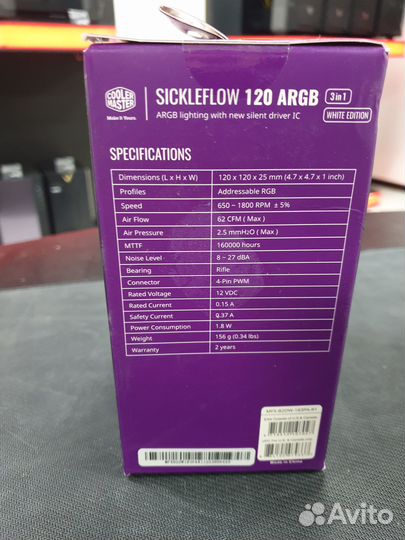 COOLER
MASTER
Make It Yours.
SICKLEFLOW 120 ARGB
3 in 1
ARGB lighting with new silent driver IC
WHITE EDITION
SPECIFICATIONS
Dimensions (L x H x W) 120 x 120 x 25 mm (4.7 x 4.7 x 1 inch)
Profiles Addressable RGB
Speed 650 ~ 1800 RPM ± 5%
Air Flow 62 CFM ( Max )
Air Pressure 2.5 mmH2O ( Max )
MTTF 160000 hours
Noise Level 8 ~ 27 dBA
Bearing Rifle
Connector 4-Pin PWM
Rated Voltage 12 VDC
Rated Current 0.15 A
Safety Current 0.37 A
Power Consumption 1.8 W
Weight 156 g (0.34 lbs)
Warranty 2 years
Made in China
Avito